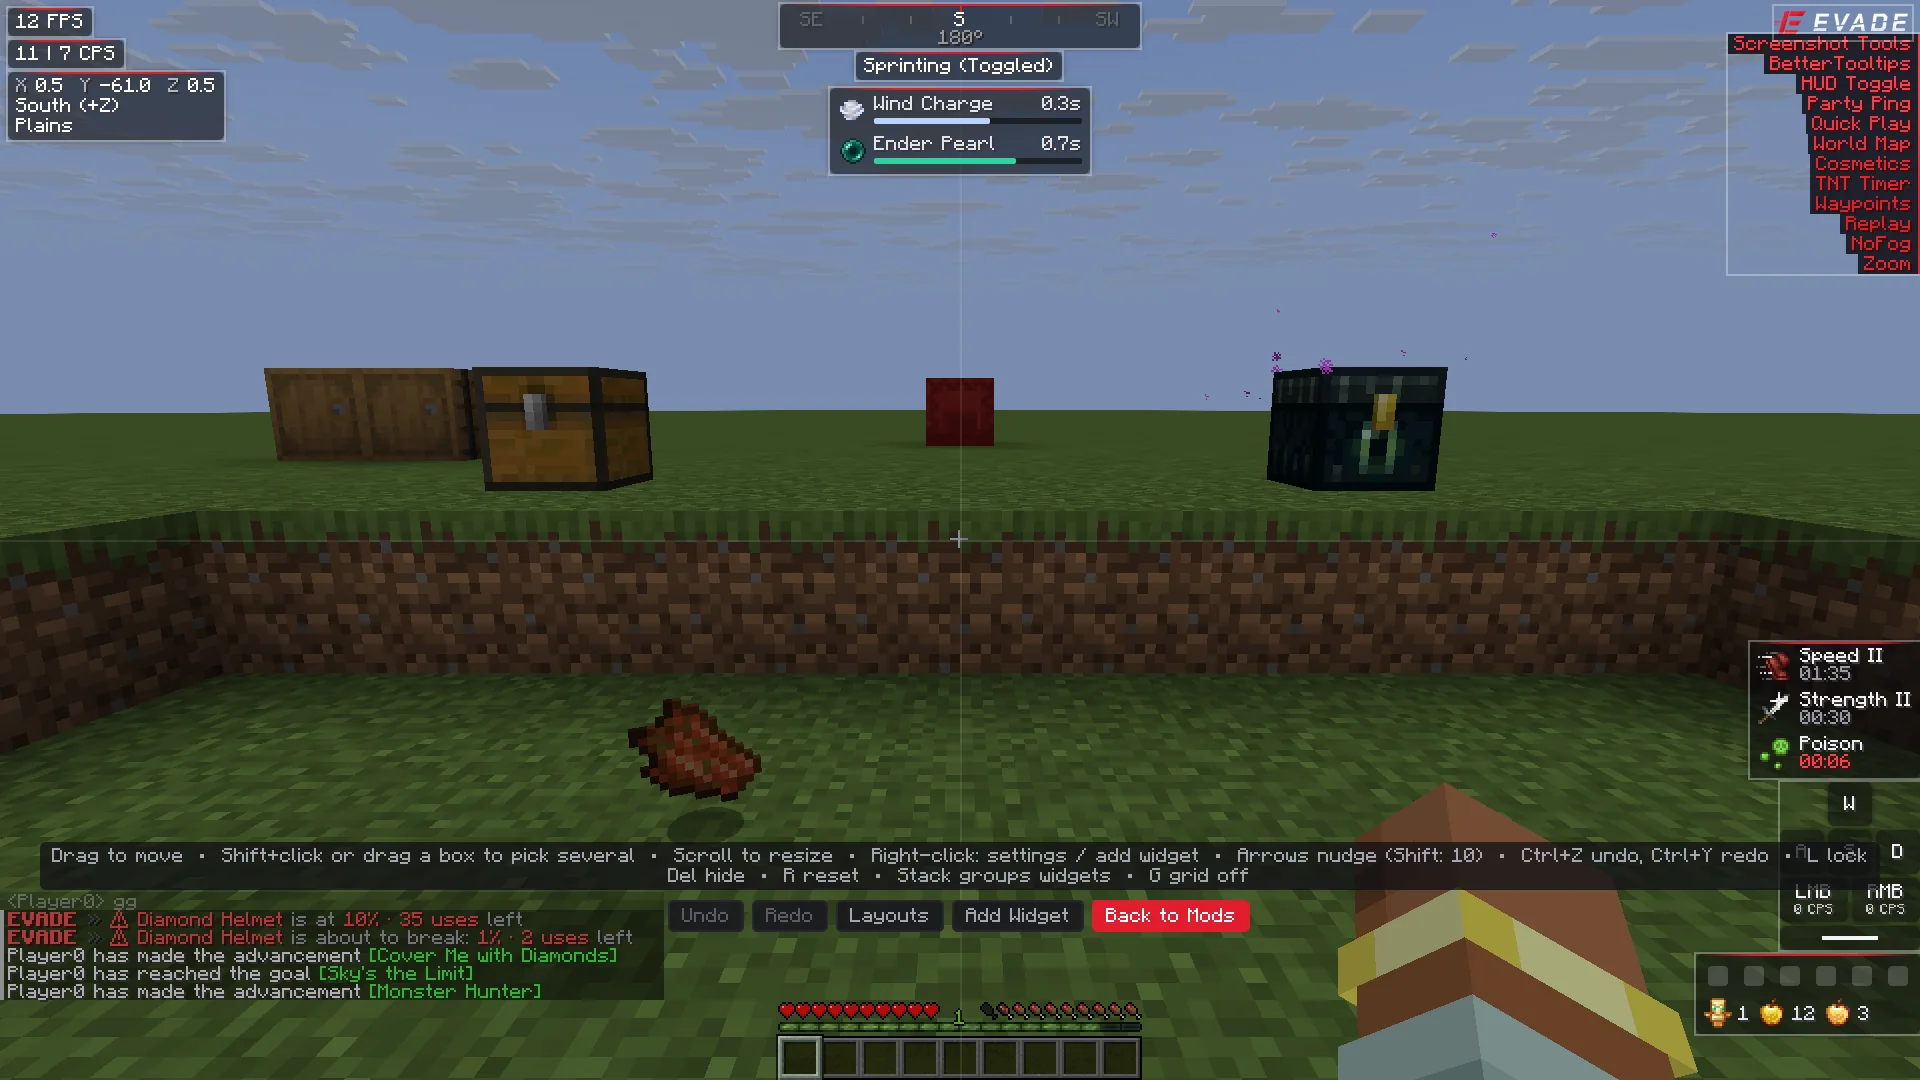 12 FPS
11 | 7 CPS
X 0.5 Y -61.0 Z 0.5
South (+Z)
Plains
SE S SW
180°
Sprinting (Toggled)
Wind Charge 0.3s
Ender Pearl 0.7s
EVADE
Screenshot Tools
BetterTooltips
HUD Toggle
Party Ping
Quick Play
World Map
Cosmetics
TNT Timer
Waypoints
Replay
NoFog
Zoom
Speed II
01:35
Strength II
00:30
Poison
00:06
W
A S D
LMB RMB
0 CPS 0 CPS
Drag to move • Shift+click or drag a box to pick several • Scroll to resize • Right-click: settings / add widget • Arrows nudge (Shift: 10) • Ctrl+Z undo, Ctrl+Y redo • L lock
Del hide • R reset • Stack groups widgets • G grid off
Undo Redo Layouts Add Widget Back to Mods
<Player0> gg
EVADE » ⚠ Diamond Helmet is at 10% · 35 uses left
EVADE » ⚠ Diamond Helmet is about to break: 1% · 2 uses left
Player0 has made the advancement [Cover Me with Diamonds]
Player0 has reached the goal [Sky's the Limit]
Player0 has made the advancement [Monster Hunter]
1
1 12 3